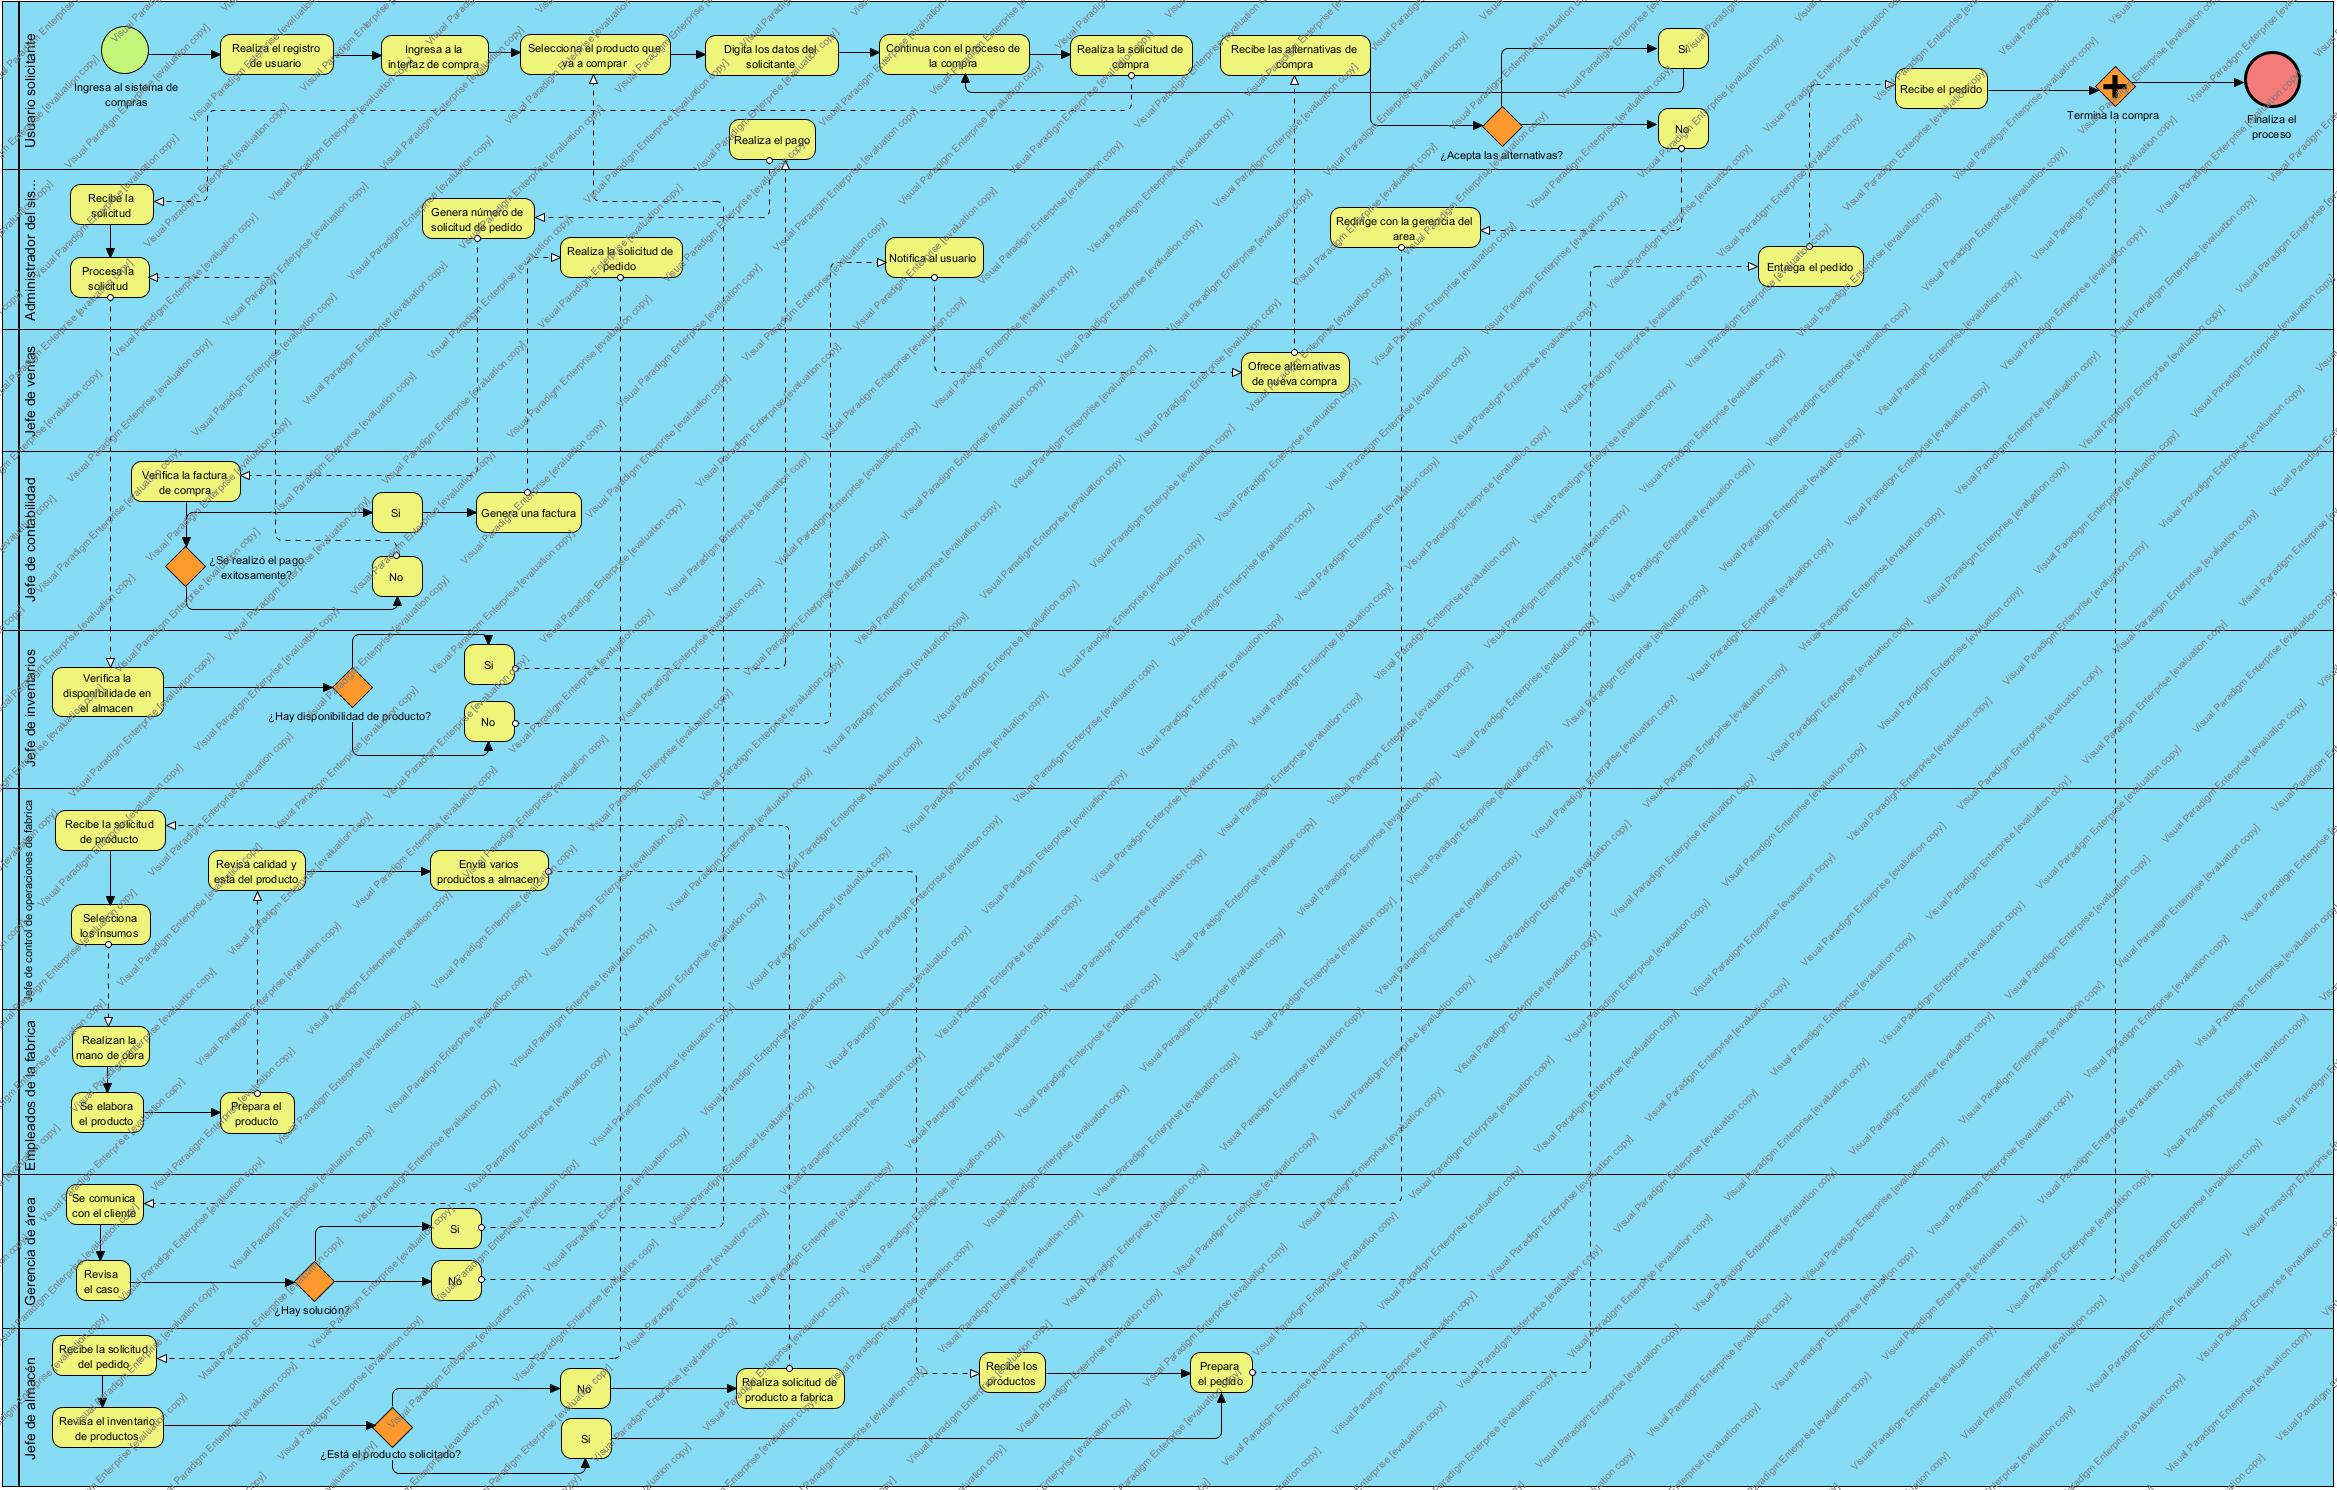 Usuario solicitante
Ingresa al sistema de
compras
Realiza el registro
de usuario
Ingresa a la
interfaz de compra
Selecciona el producto que
va a comprar
Digita los datos del
solicitante
Continua con el proceso de
la compra
Realiza la solicitud de
compra
Recibe las alternativas de
compra
¿Acepta las alternativas?
Si
No
Recibe el pedido
Termina la compra
Finaliza el
proceso
Realiza el pago
Administrador del sis...
Recibe la
solicitud
Procesa la
solicitud
Genera número de
solicitud de pedido
Realiza la solicitud de
pedido
Notifica al usuario
Redirige con la gerencia del
area
Entrega el pedido
Jefe de ventas
Ofrece alternativas
de nueva compra
Jefe de contabilidad
Verifica la factura
de compra
¿Se realizó el pago
exitosamente?
Si
No
Genera una factura
Jefe de inventarios
Verifica la
disponibilidade en
el almacen
¿Hay disponibilidad de producto?
Si
No
Jefe de control de operaciones de fabrica
Recibe la solicitud
de producto
Selecciona
los insumos
Revisa calidad y
esta del producto
Envia varios
productos a almacen
Empleados de la fabrica
Realizan la
mano de obra
Se elabora
el producto
Prepara el
producto
Gerencia de área
Se comunica
con el cliente
Revisa
el caso
¿Hay solución?
Si
No
Jefe de almacén
Recibe la solicitud
del pedido
Revisa el inventario
de productos
¿Está el producto solicitado?
No
Si
Realiza solicitud de
producto a fabrica
Recibe los
productos
Prepara
el pedido
Visual Paradigm Enterprise [evaluation copy]